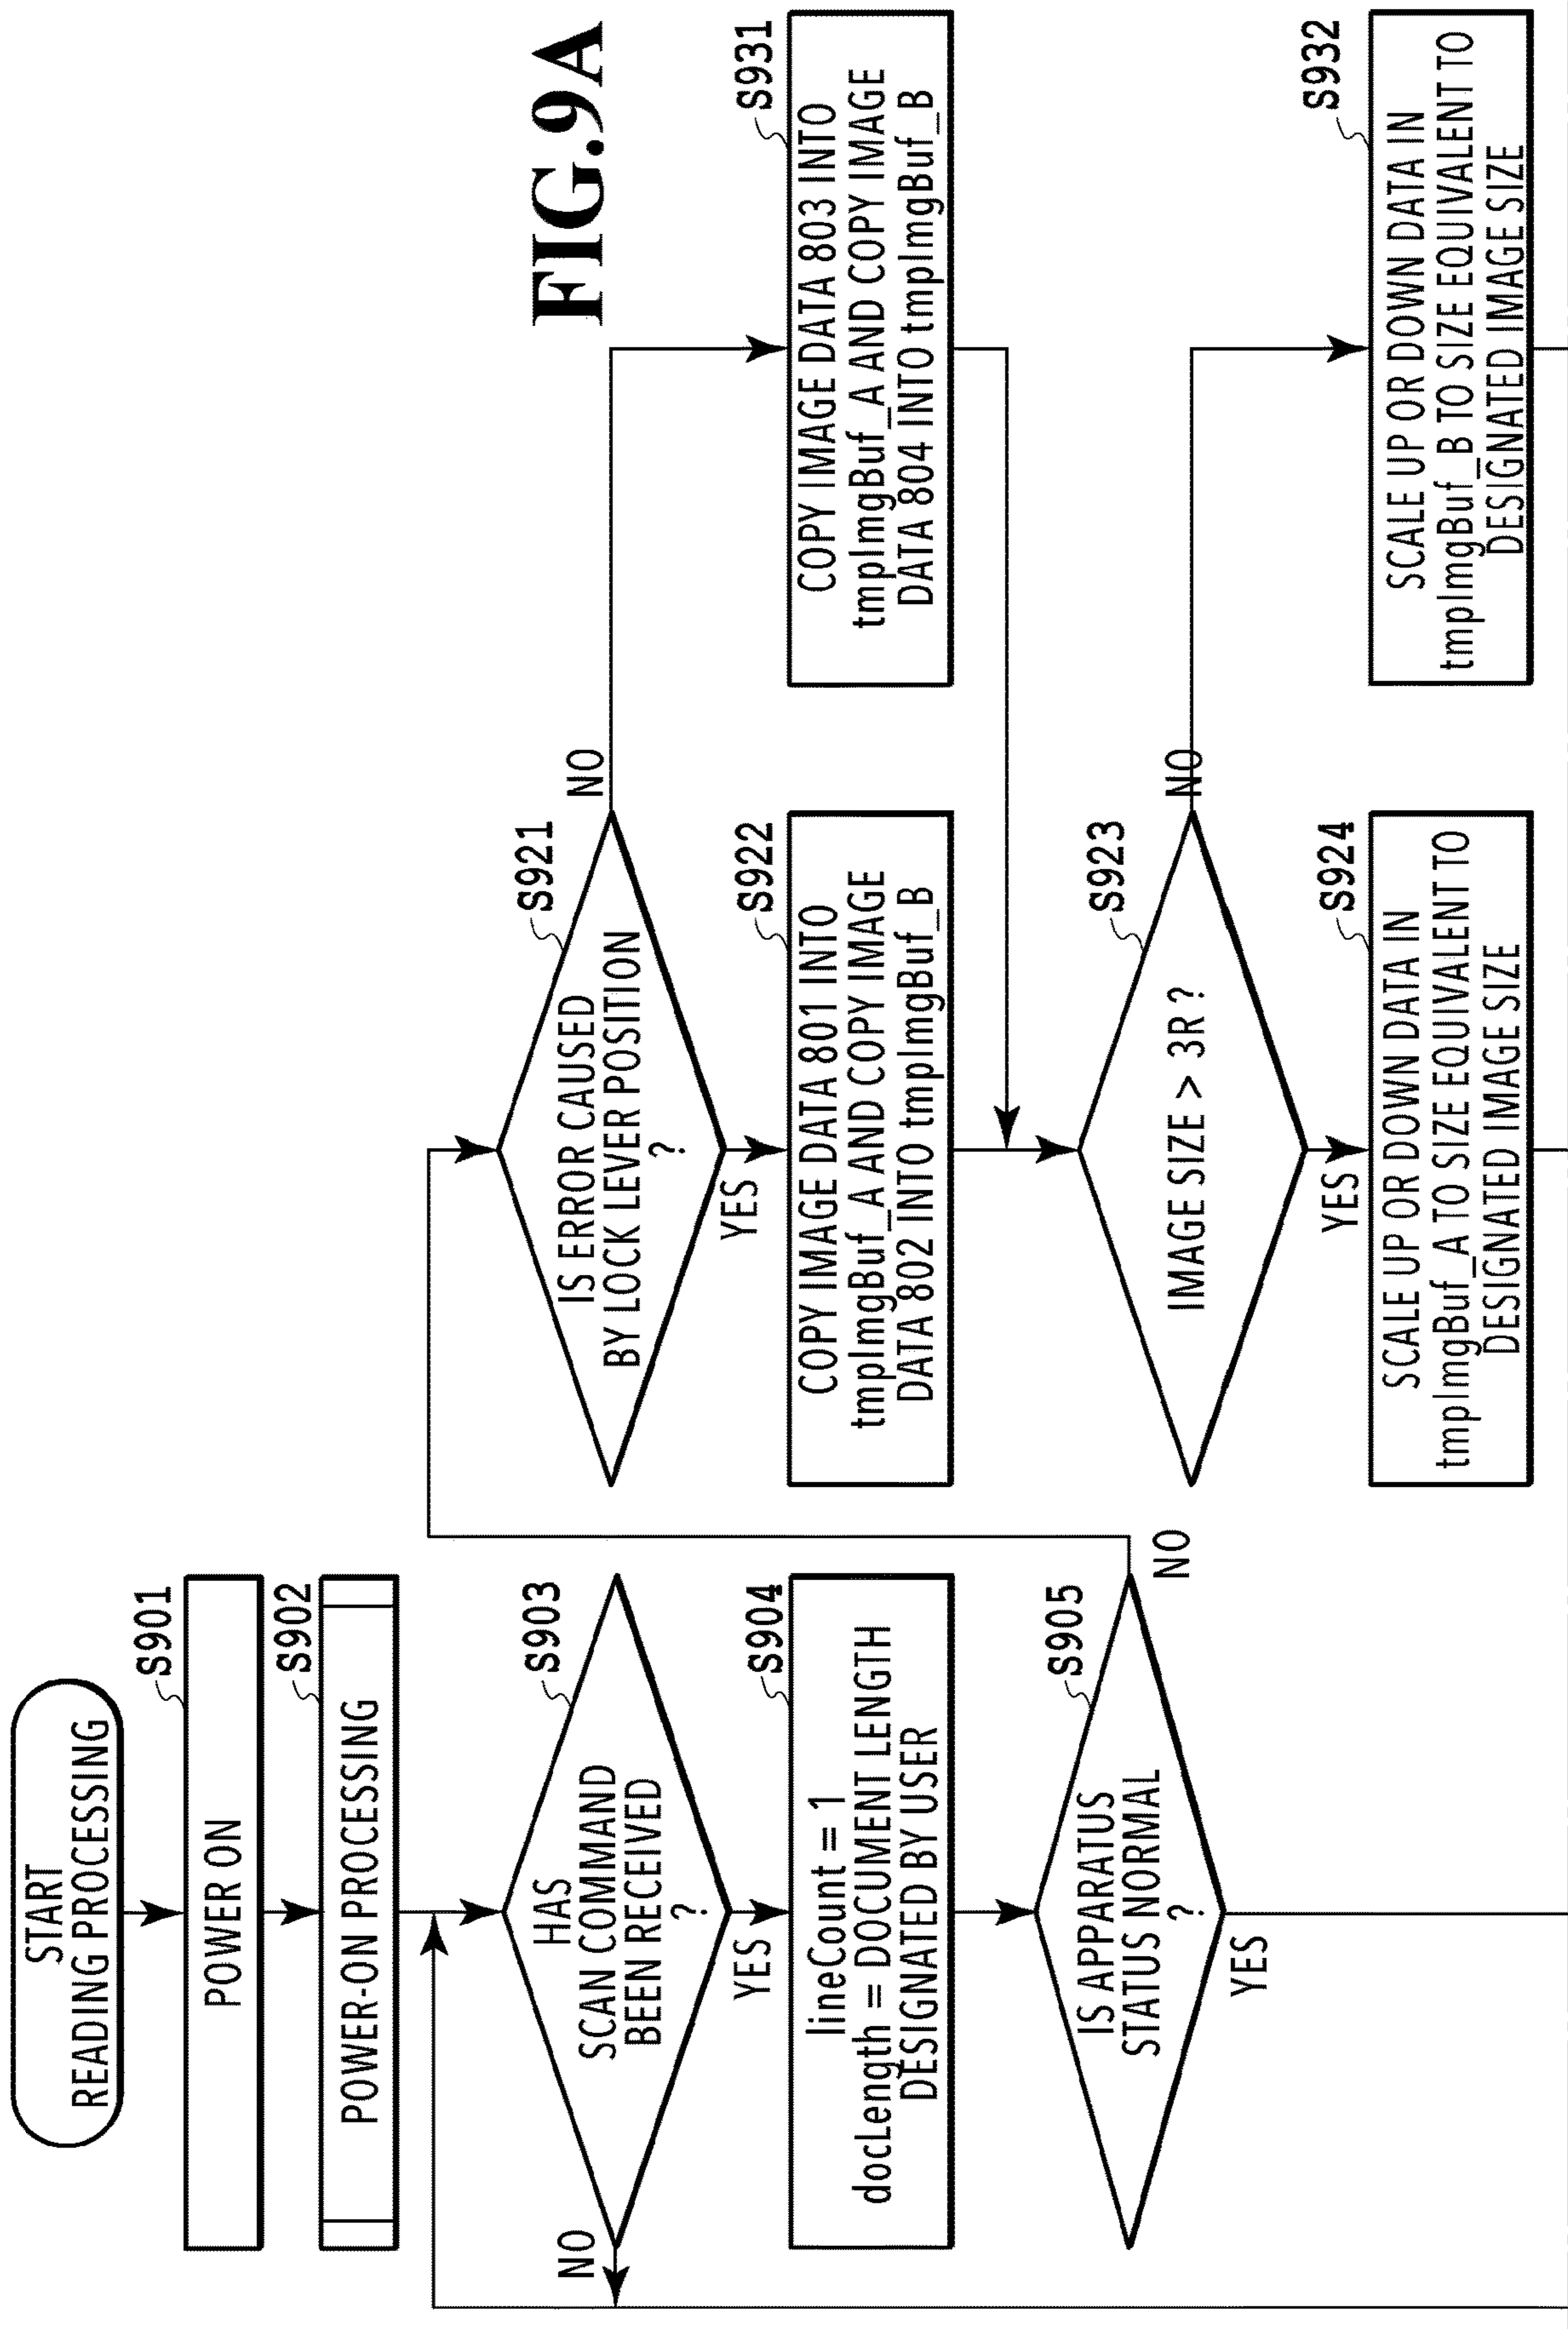 FIG.9A
START
READING PROCESSING
S901
POWER ON
S902
POWER-ON PROCESSING
S903
HAS
SCAN COMMAND
BEEN RECEIVED
?
NO
YES
S904
lineCount = 1
docLength = DOCUMENT LENGTH
DESIGNATED BY USER
S905
IS APPARATUS
STATUS NORMAL
?
NO
YES
S921
IS ERROR CAUSED
BY LOCK LEVER POSITION
?
NO
YES
S922
COPY IMAGE DATA 801 INTO
tmpImgBuf_A AND COPY IMAGE
DATA 802 INTO tmpImgBuf_B
S931
COPY IMAGE DATA 803 INTO
tmpImgBuf_A AND COPY IMAGE
DATA 804 INTO tmpImgBuf_B
S923
IMAGE SIZE > 3R ?
NO
YES
S924
SCALE UP OR DOWN DATA IN
tmpImgBuf_A TO SIZE EQUIVALENT TO
DESIGNATED IMAGE SIZE
S932
SCALE UP OR DOWN DATA IN
tmpImgBuf_B TO SIZE EQUIVALENT TO
DESIGNATED IMAGE SIZE